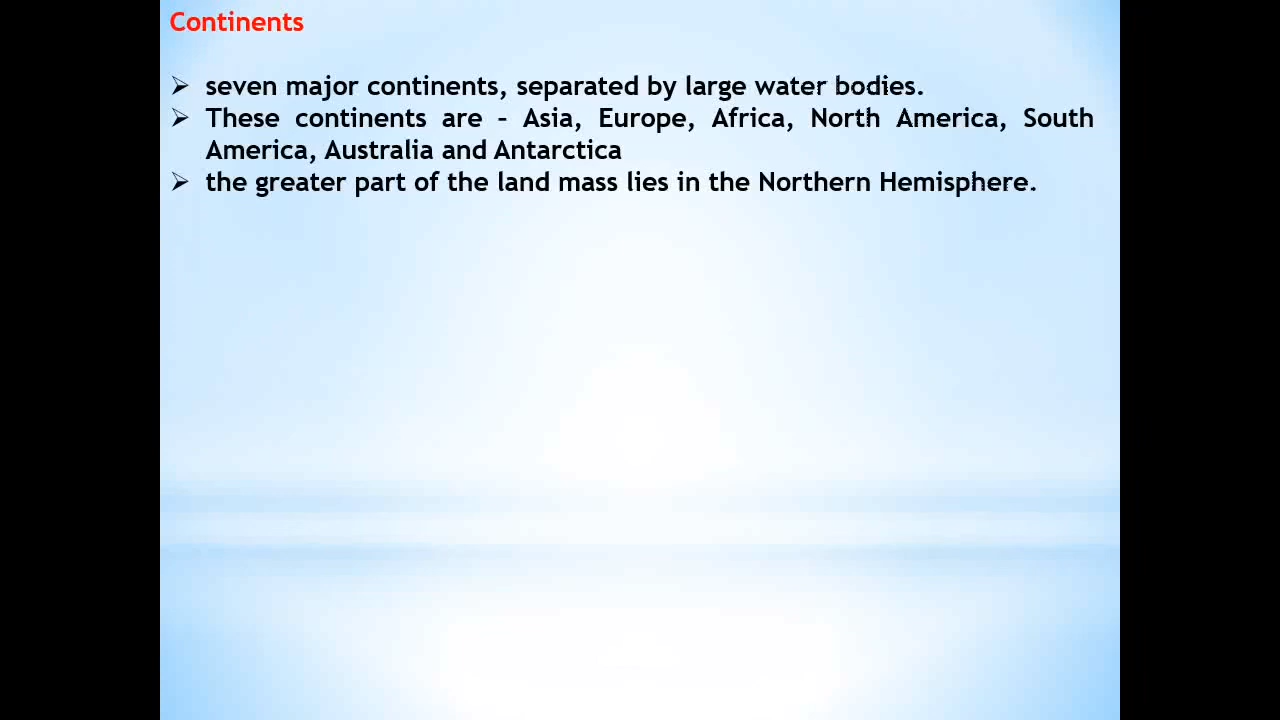 Continents
➢ seven major continents, separated by large water bodies.
➢ These continents are – Asia, Europe, Africa, North America, South
America, Australia and Antarctica
➢ the greater part of the land mass lies in the Northern Hemisphere.